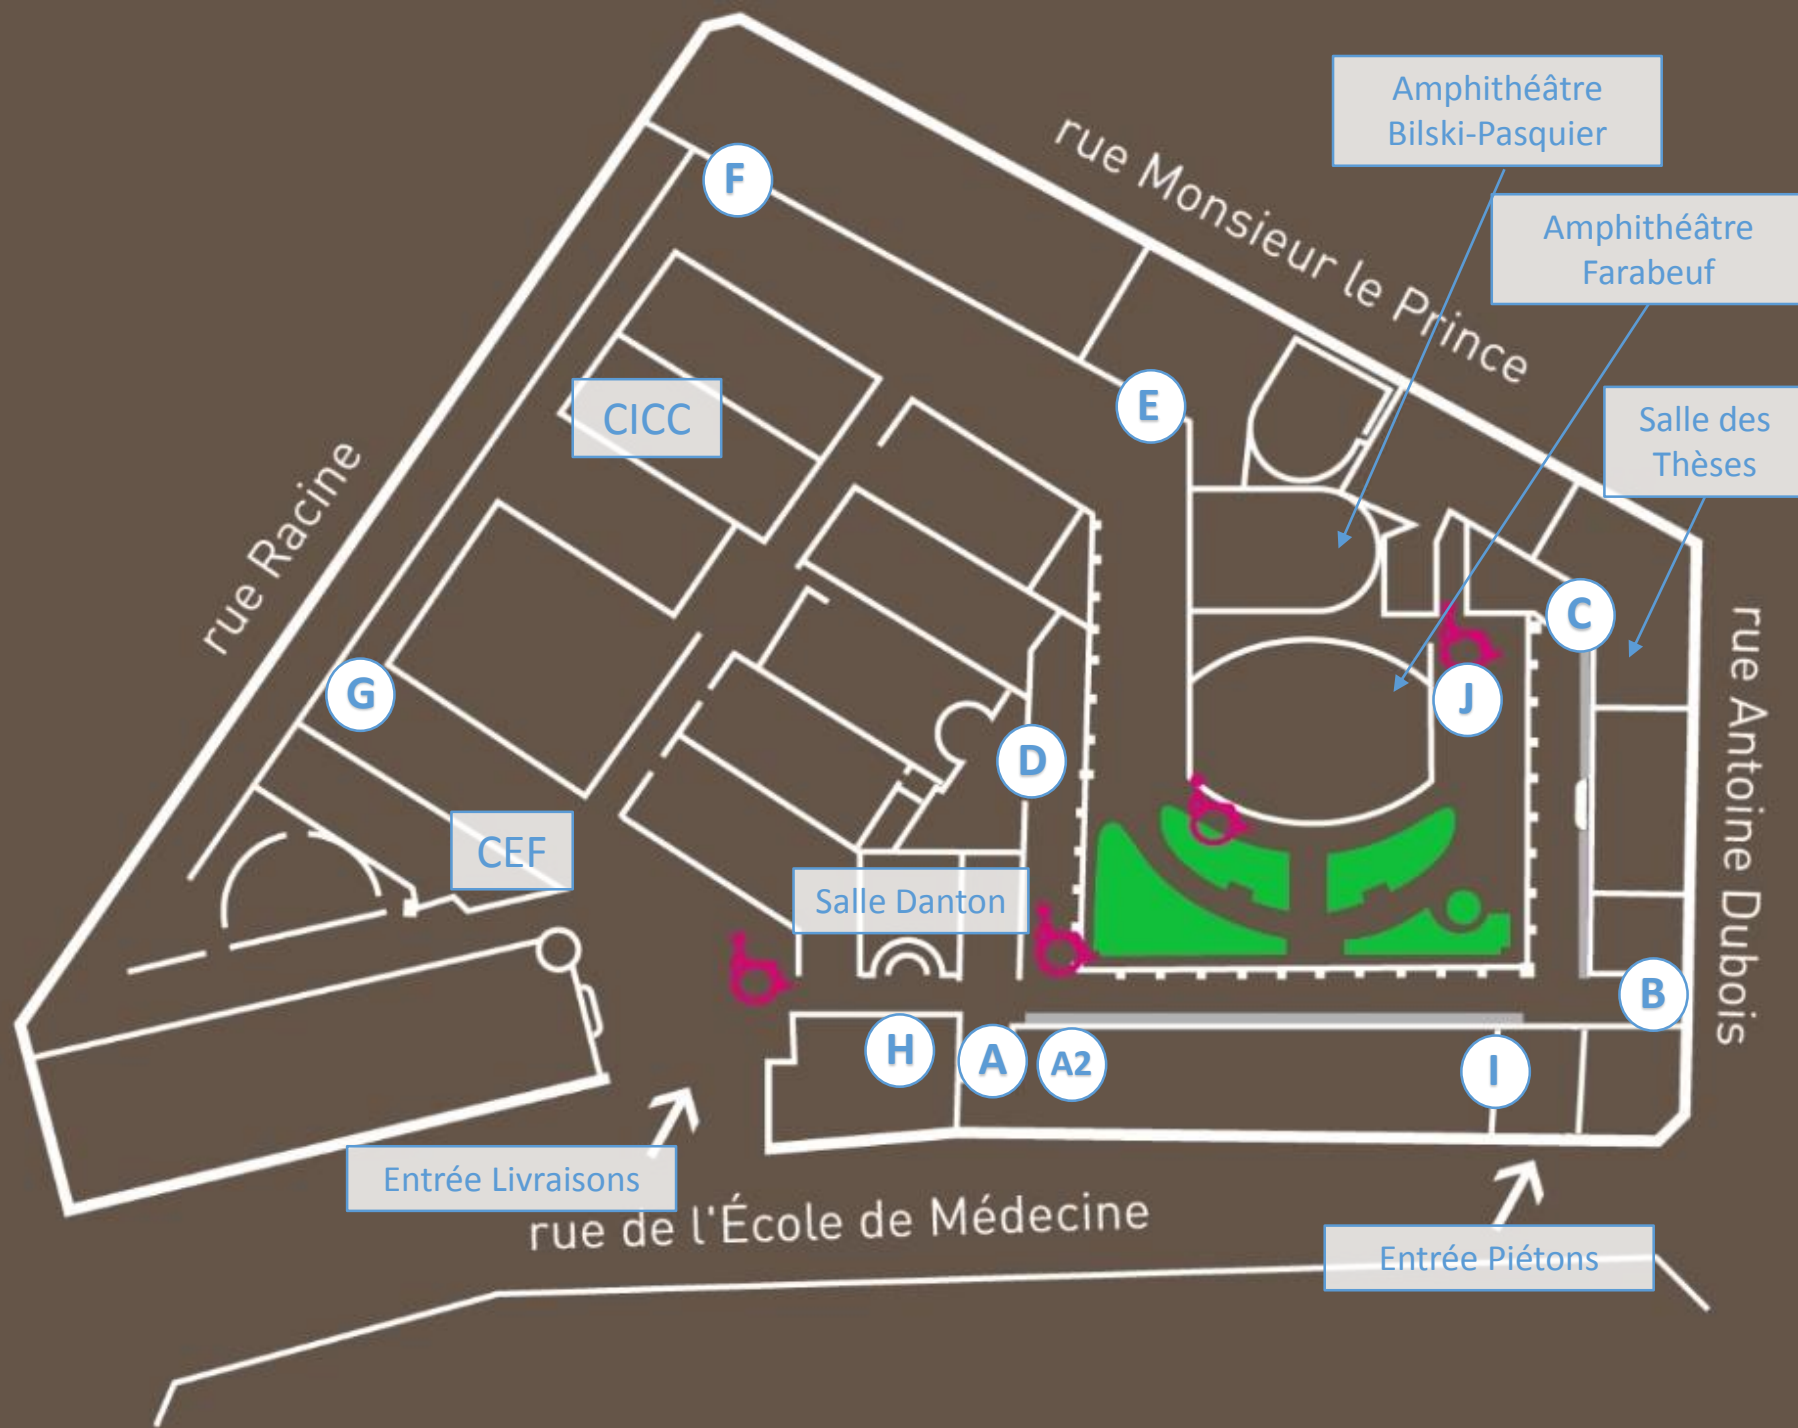 Amphithéâtre
Bilski-Pasquier
rue Monsieur le Prince
F
Amphithéâtre
Farabeuf
CICC
E
Salle des
Thèses
rue Racine
C
rue Antoine Dubois
G
J
D
CEF
Salle Danton
B
H
A
A2
I
Entrée Livraisons
rue de l'École de Médecine
Entrée Piétons